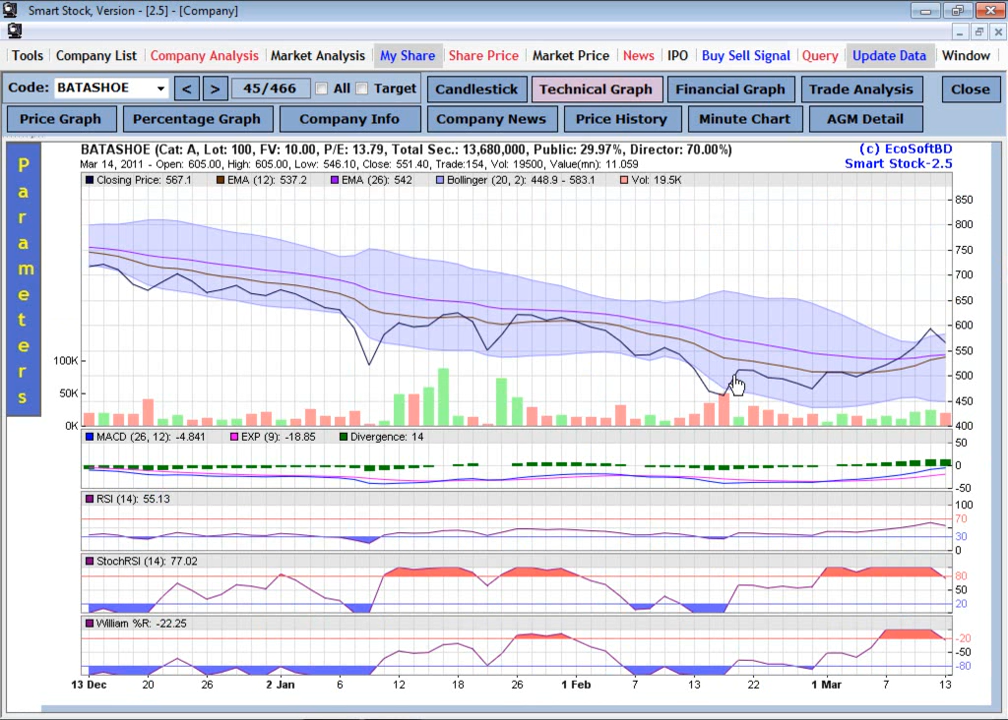 Smart Stock, Version - [2.5] - [Company]
Tools Company List Company Analysis Market Analysis My Share Share Price Market Price News IPO Buy Sell Signal Query Update Data Window
Code: BATASHOE < > 45/466 All Target Candlestick Technical Graph Financial Graph Trade Analysis Close
Price Graph Percentage Graph Company Info Company News Price History Minute Chart AGM Detail
Parameters
BATASHOE (Cat: A, Lot: 100, FV: 10.00, P/E: 13.79, Total Sec.: 13,680,000, Public: 29.97%, Director: 70.00%) (c) EcoSoftBD
Mar 14, 2011 - Open: 605.00, High: 605.00, Low: 546.10, Close: 551.40, Trade:154, Vol: 19500, Value(mn): 11.059 Smart Stock-2.5
Closing Price: 567.1 EMA (12): 537.2 EMA (26): 542 Bollinger (20, 2): 448.9 - 583.1 Vol: 19.5K
850
800
750
700
650
600
100K 550
500
50K 450
0K 400
MACD (26, 12): -4.841 EXP (9): -18.85 Divergence: 14 50
0
-50
RSI (14): 55.13 100
70
30
0
StochRSI (14): 77.02
80
50
20
William %R: -22.25
-20
-50
-80
13 Dec 20 26 2 Jan 6 12 18 26 1 Feb 7 13 22 1 Mar 7 13